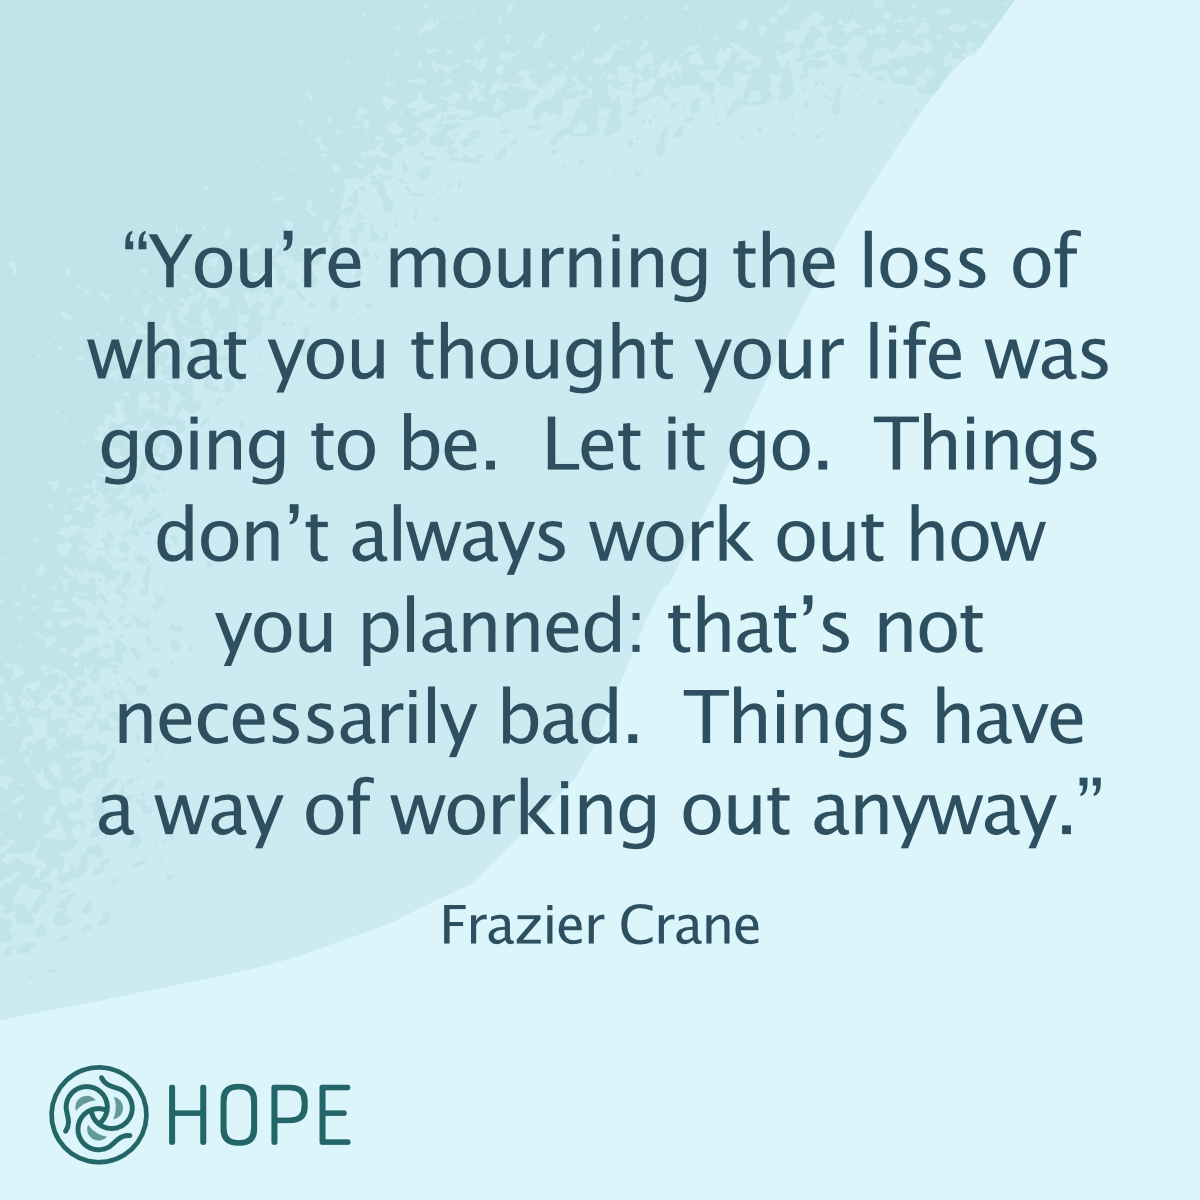 “You’re mourning the loss of
what you thought your life was
going to be.  Let it go.  Things
don’t always work out how
you planned: that’s not
necessarily bad.  Things have
a way of working out anyway.”
Frazier Crane
HOPE